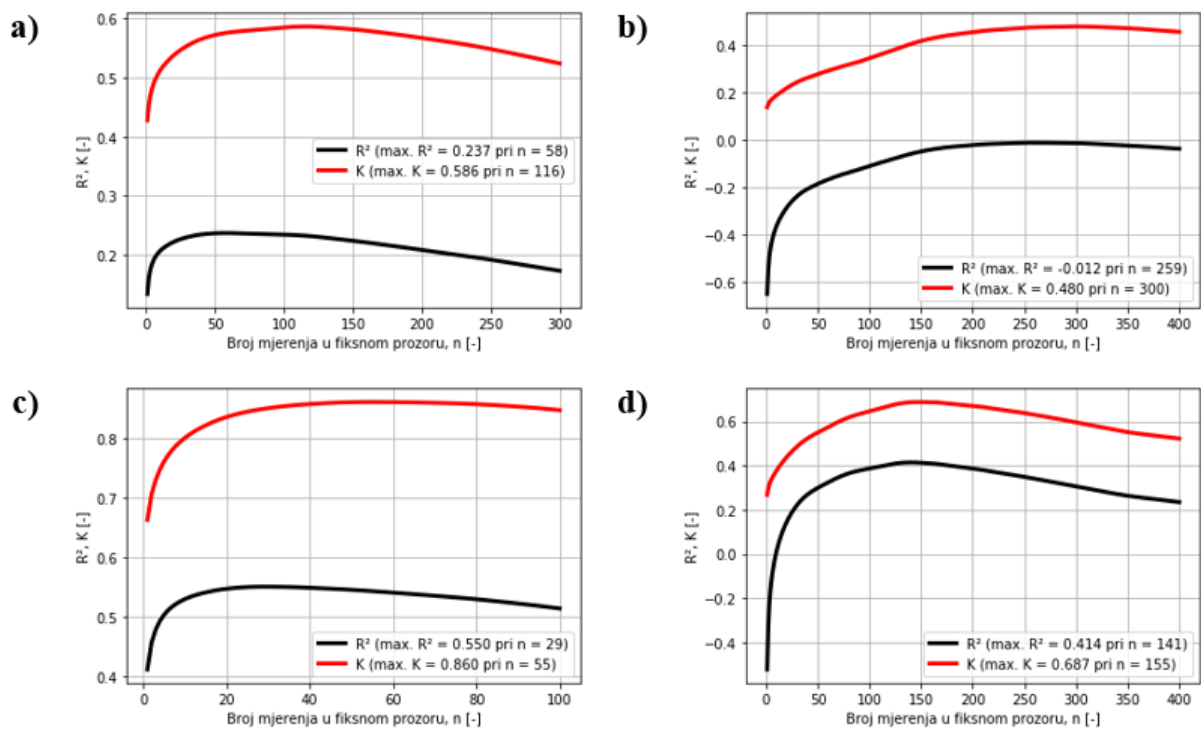 a)
0.6
0.5
0.4
0.3
0.2
R², K [-]
R² (max. R² = 0.237 pri n = 58)
K (max. K = 0.586 pri n = 116)
0 50 100 150 200 250 300
Broj mjerenja u fiksnom prozoru, n [-]
b)
0.4
0.2
0.0
−0.2
−0.4
−0.6
R², K [-]
R² (max. R² = -0.012 pri n = 259)
K (max. K = 0.480 pri n = 300)
0 50 100 150 200 250 300 350 400
Broj mjerenja u fiksnom prozoru, n [-]
c)
0.8
0.7
0.6
0.5
0.4
R², K [-]
R² (max. R² = 0.550 pri n = 29)
K (max. K = 0.860 pri n = 55)
0 20 40 60 80 100
Broj mjerenja u fiksnom prozoru, n [-]
d)
0.6
0.4
0.2
0.0
−0.2
−0.4
R², K [-]
R² (max. R² = 0.414 pri n = 141)
K (max. K = 0.687 pri n = 155)
0 50 100 150 200 250 300 350 400
Broj mjerenja u fiksnom prozoru, n [-]